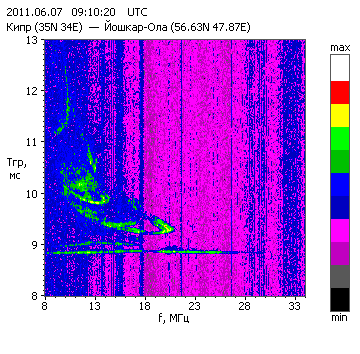 2011.06.07 09:10:20 UTC
Кипр (35N 34E) — Йошкар-Ола (56.63N 47.87E)
max
13
12
11
Тгр,
мс
10
9
8
8 13 18 23 28 33
f, МГц
min